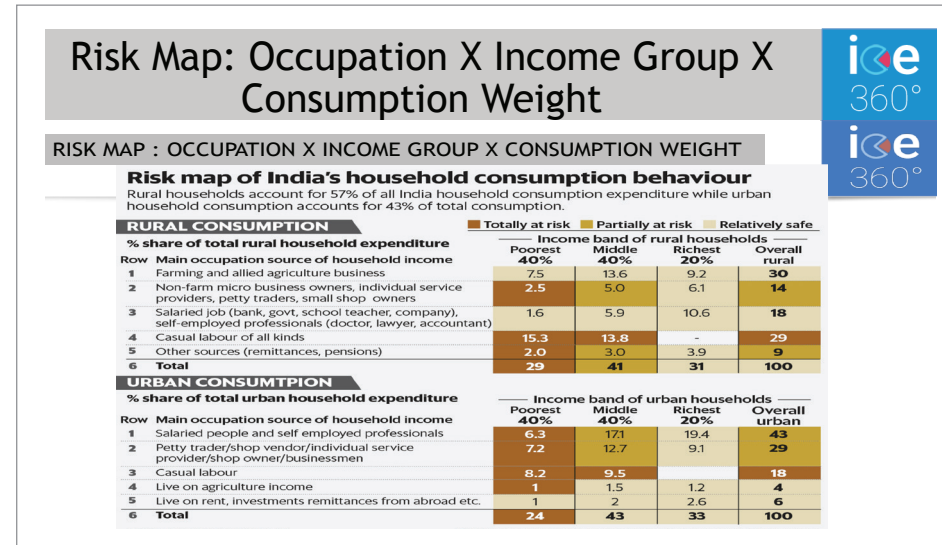 Risk Map: Occupation X Income Group X
Consumption Weight
ice
360°
RISK MAP : OCCUPATION X INCOME GROUP X CONSUMPTION WEIGHT
ice
360°
Risk map of India's household consumption behaviour
Rural households account for 57% of all India household consumption expenditure while urban
household consumption accounts for 43% of total consumption.
RURAL CONSUMPTION
Totally at risk Partially at risk Relatively safe
% share of total rural household expenditure
Income band of rural households
Row Main occupation source of household income Poorest 40% Middle 40% Richest 20% Overall rural
1 Farming and allied agriculture business 7.5 13.6 9.2 30
2 Non-farm micro business owners, individual service 2.5 5.0 6.1 14
providers, petty traders, small shop owners
3 Salaried job (bank, govt, school teacher, company), 1.6 5.9 10.6 18
self-employed professionals (doctor, lawyer, accountant)
4 Casual labour of all kinds 15.3 13.8 - 29
5 Other sources (remittances, pensions) 2.0 3.0 3.9 9
6 Total 29 41 31 100
URBAN CONSUMTPION
% share of total urban household expenditure
Income band of urban households
Row Main occupation source of household income Poorest 40% Middle 40% Richest 20% Overall urban
1 Salaried people and self employed professionals 6.3 17.1 19.4 43
2 Petty trader/shop vendor/individual service 7.2 12.7 9.1 29
provider/shop owner/businessmen
3 Casual labour 8.2 9.5 18
4 Live on agriculture income 1 1.5 1.2 4
5 Live on rent, investments remittances from abroad etc. 1 2 2.6 6
6 Total 24 43 33 100